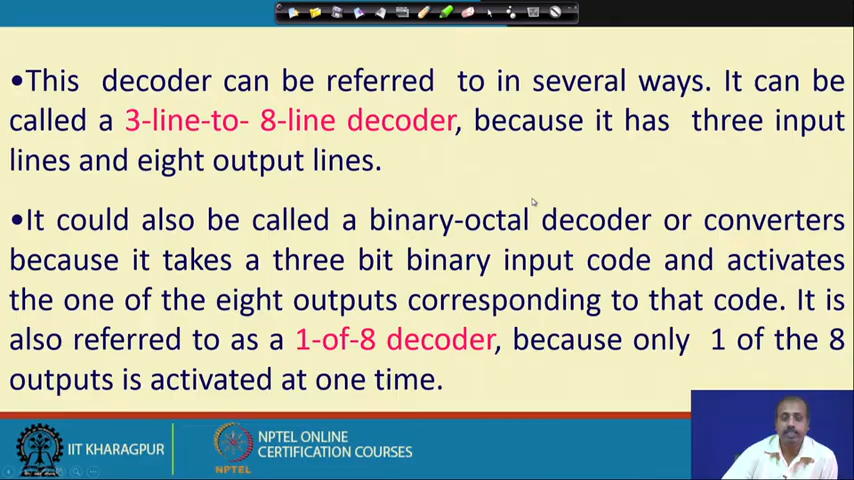 •This decoder can be referred to in several ways. It can be
called a 3-line-to- 8-line decoder, because it has three input
lines and eight output lines.
•It could also be called a binary-octal decoder or converters
because it takes a three bit binary input code and activates
the one of the eight outputs corresponding to that code. It is
also referred to as a 1-of-8 decoder, because only 1 of the 8
outputs is activated at one time.
IIT KHARAGPUR
NPTEL
NPTEL ONLINE
CERTIFICATION COURSES